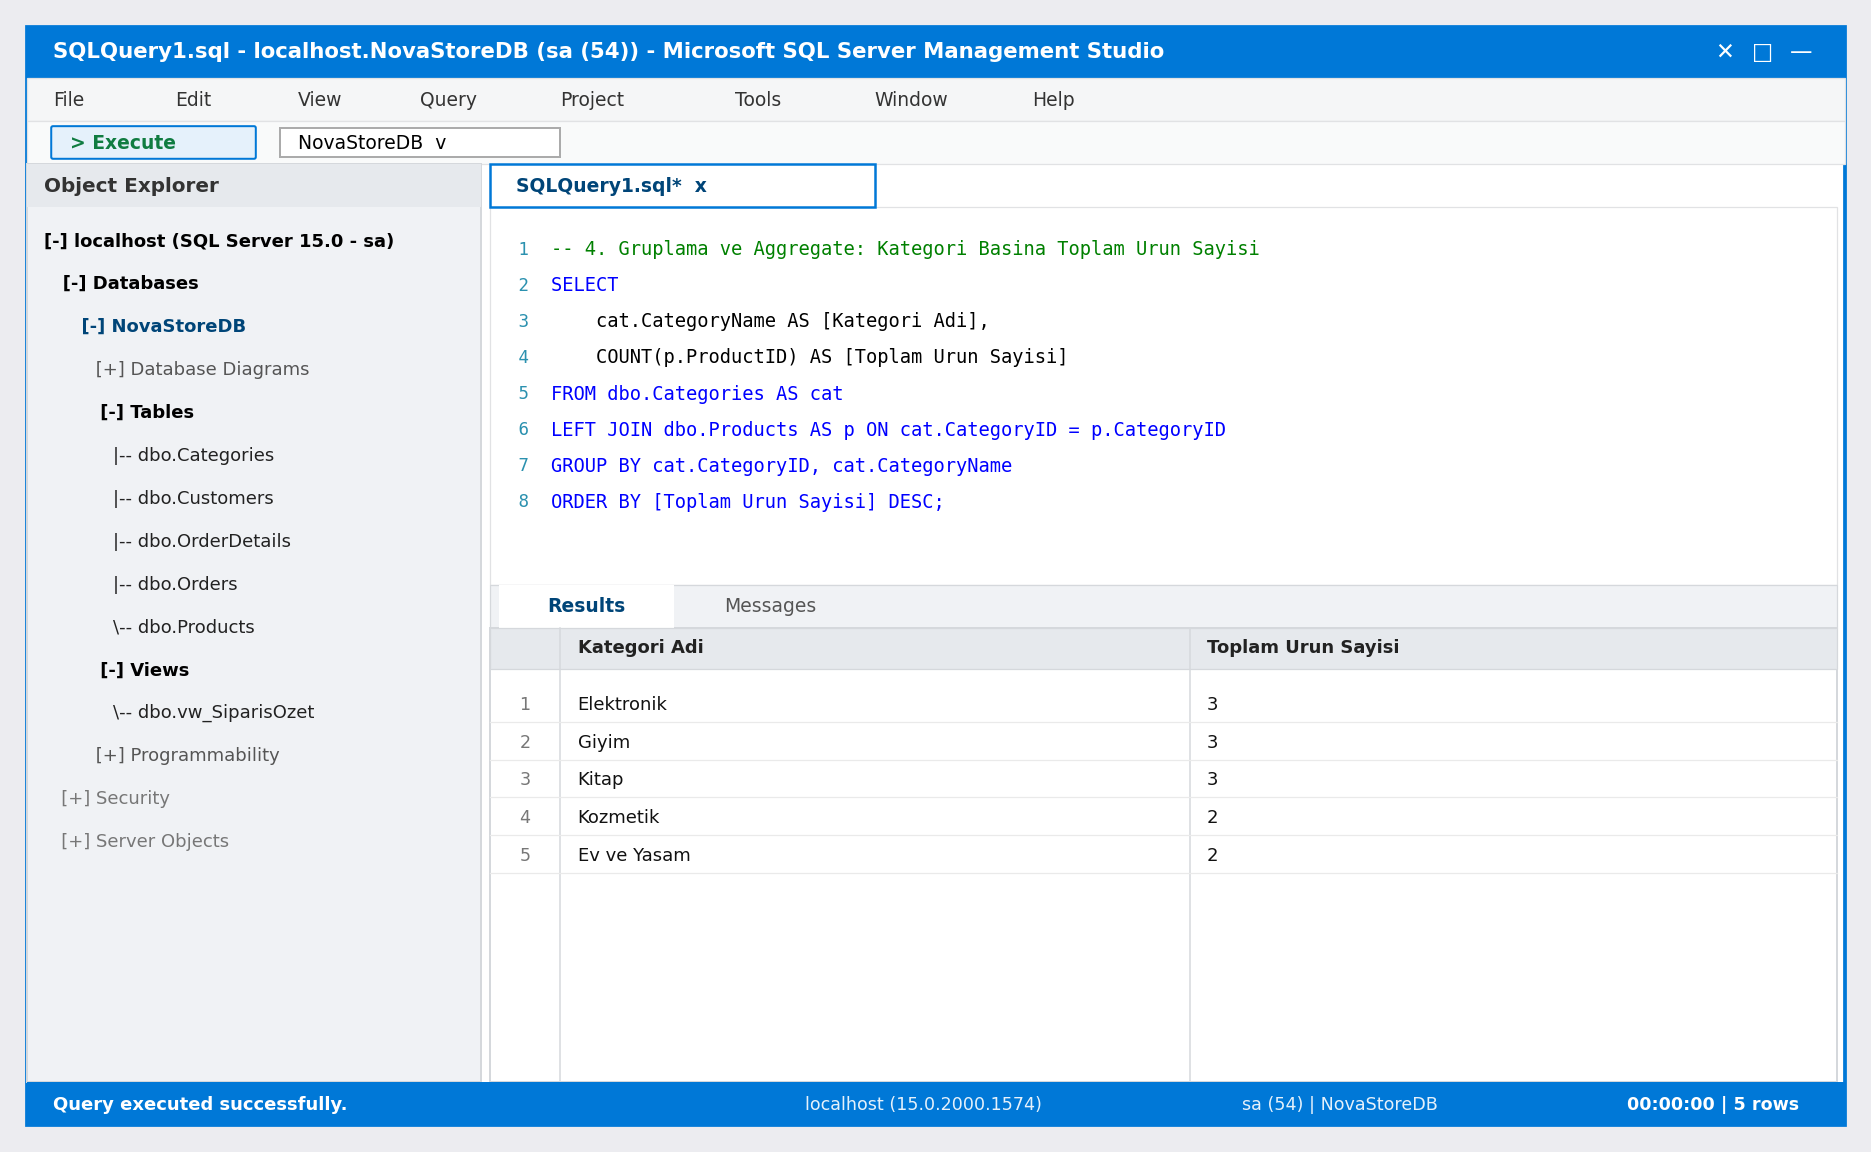 SQLQuery1.sql - localhost.NovaStoreDB (sa (54)) - Microsoft SQL Server Management Studio ✕ □ —
File Edit View Query Project Tools Window Help
> Execute NovaStoreDB v
Object Explorer
[-] localhost (SQL Server 15.0 - sa)
[-] Databases
[-] NovaStoreDB
[+] Database Diagrams
[-] Tables
|-- dbo.Categories
|-- dbo.Customers
|-- dbo.OrderDetails
|-- dbo.Orders
\-- dbo.Products
[-] Views
\-- dbo.vw_SiparisOzet
[+] Programmability
[+] Security
[+] Server Objects
SQLQuery1.sql* x
1 -- 4. Gruplama ve Aggregate: Kategori Basina Toplam Urun Sayisi
2 SELECT
3     cat.CategoryName AS [Kategori Adi],
4     COUNT(p.ProductID) AS [Toplam Urun Sayisi]
5 FROM dbo.Categories AS cat
6 LEFT JOIN dbo.Products AS p ON cat.CategoryID = p.CategoryID
7 GROUP BY cat.CategoryID, cat.CategoryName
8 ORDER BY [Toplam Urun Sayisi] DESC;
Results Messages
Kategori Adi Toplam Urun Sayisi
1 Elektronik 3
2 Giyim 3
3 Kitap 3
4 Kozmetik 2
5 Ev ve Yasam 2
Query executed successfully. localhost (15.0.2000.1574) sa (54) | NovaStoreDB 00:00:00 | 5 rows